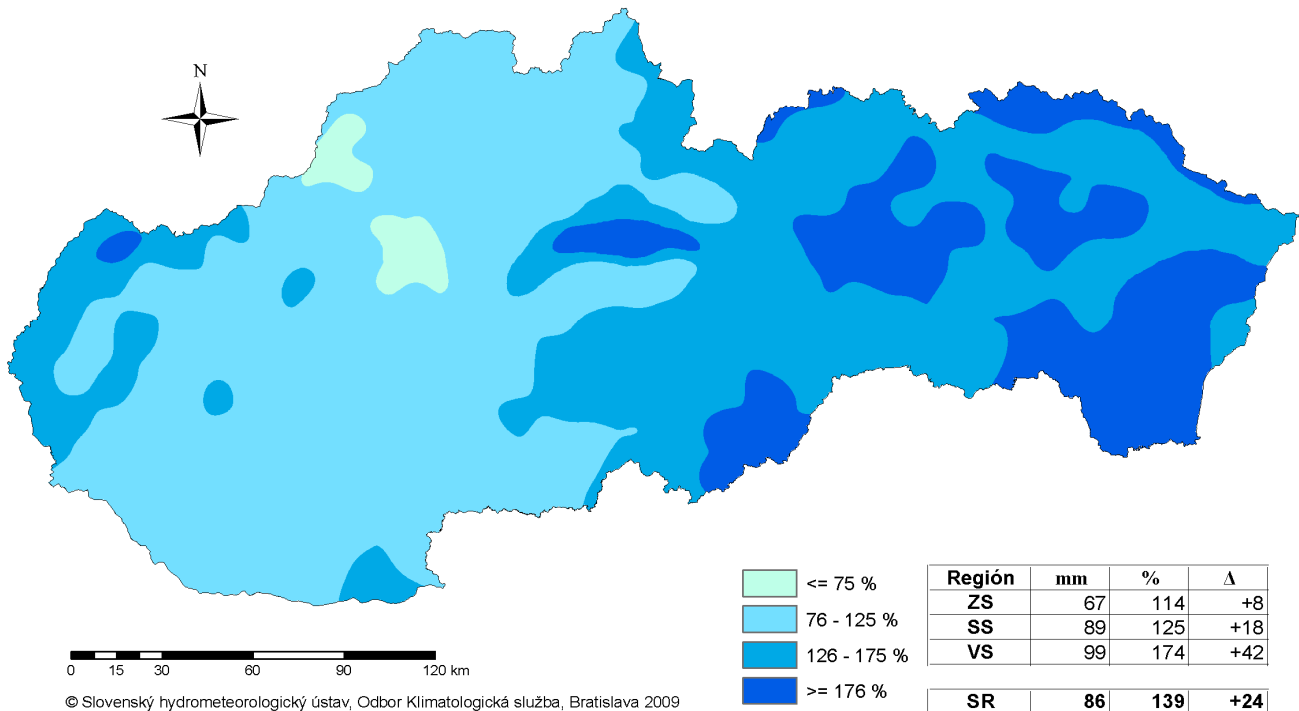 N
<= 75 %
76 - 125 %
126 - 175 %
>= 176 %
Región mm % Δ
ZS 67 114 +8
SS 89 125 +18
VS 99 174 +42
SR 86 139 +24
0 15 30 60 90 120 km
© Slovenský hydrometeorologický ústav, Odbor Klimatologická služba, Bratislava 2009